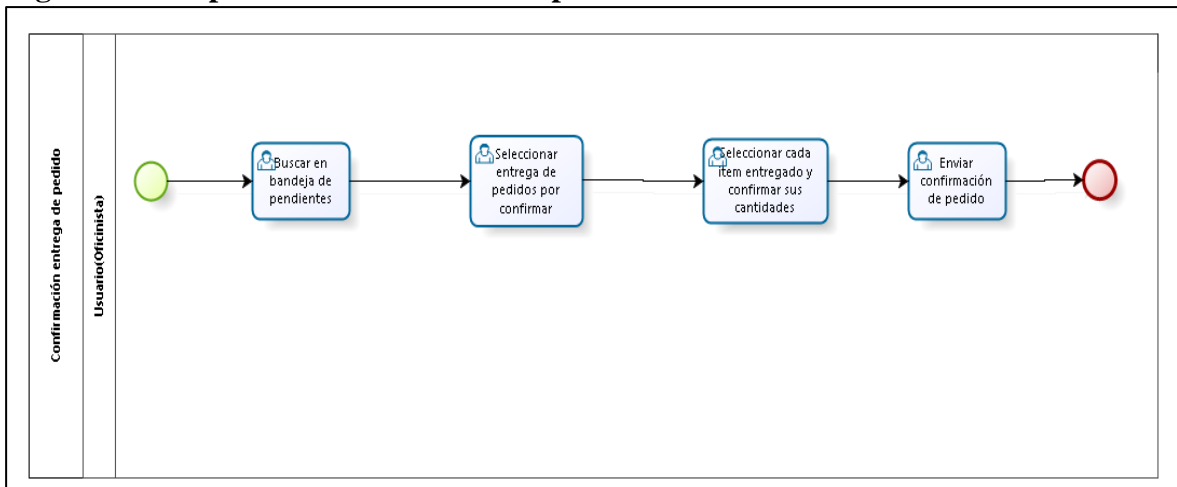 Confirmación entrega de pedido
Usuario(Oficinista)
Buscar en
bandeja de
pendientes
Seleccionar
entrega de
pedidos por
confirmar
Seleccionar cada
item entregado y
confirmar sus
cantidades
Enviar
confirmación
de pedido